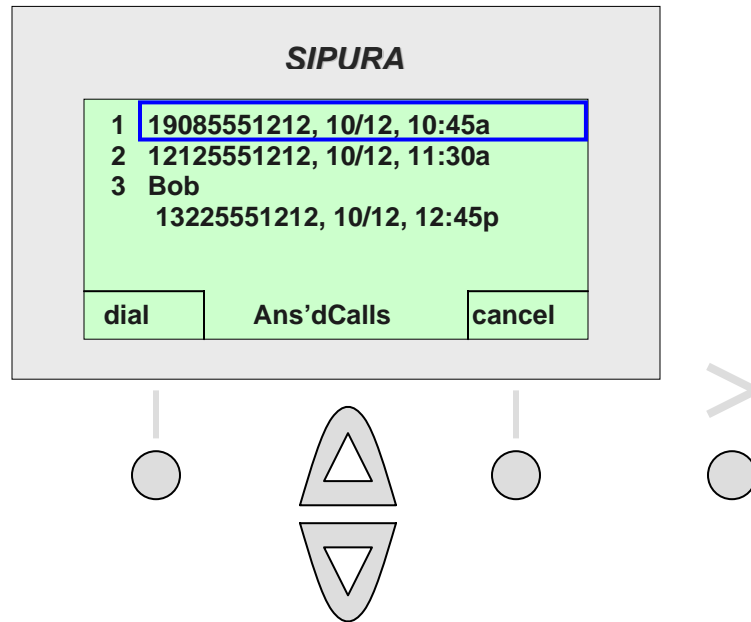 SIPURA
1 19085551212, 10/12, 10:45a
2 12125551212, 10/12, 11:30a
3 Bob
13225551212, 10/12, 12:45p
dial Ans’dCalls cancel
>